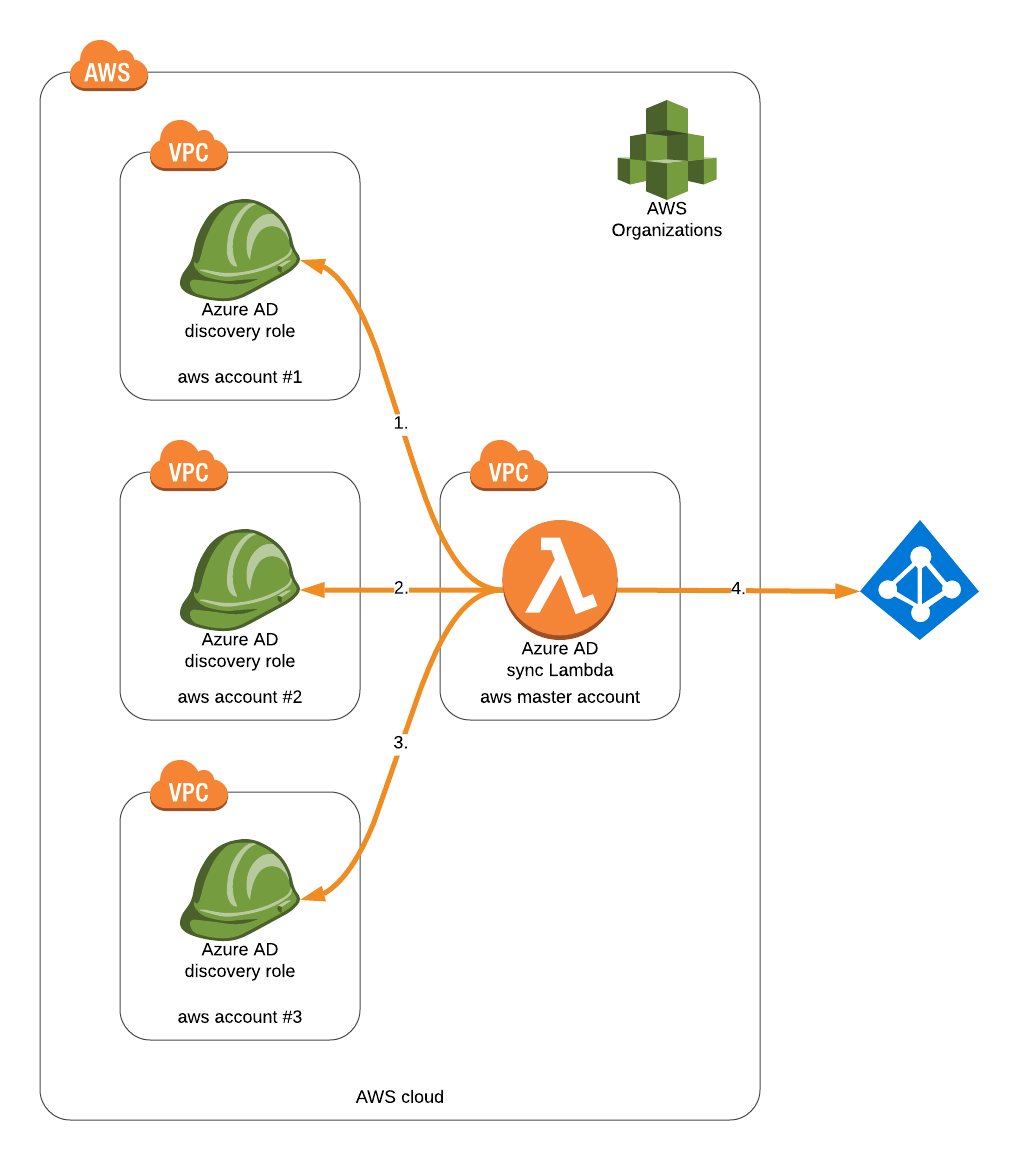 AWS
VPC
AWS
Organizations
Azure AD
discovery role
aws account #1
1.
VPC
VPC
2.
4.
Azure AD
discovery role
aws account #2
Azure AD
sync Lambda
aws master account
3.
VPC
Azure AD
discovery role
aws account #3
AWS cloud